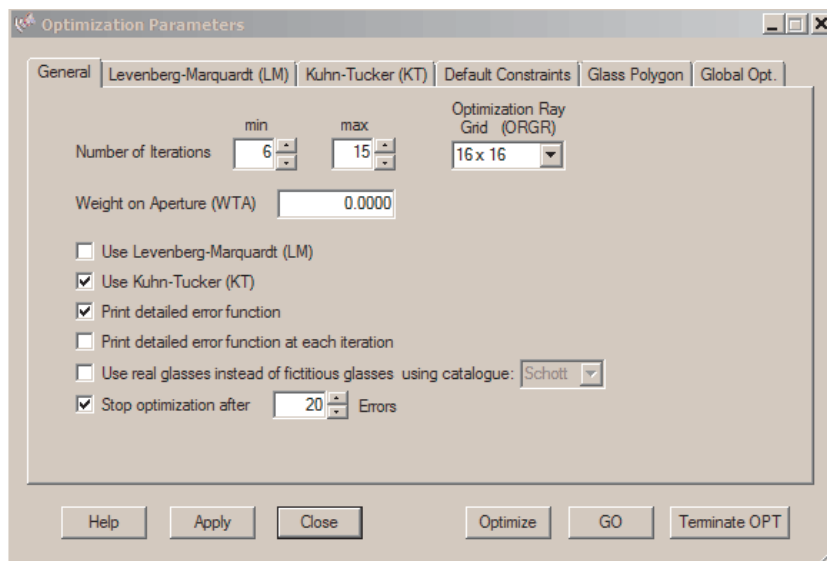 Optimization Parameters
General Levenberg-Marquardt (LM) Kuhn-Tucker (KT) Default Constraints Glass Polygon Global Opt.
min max Optimization Ray
Grid (ORGR)
Number of Iterations 6 15 16 x 16
Weight on Aperture (WTA) 0.0000
Use Levenberg-Marquardt (LM)
Use Kuhn-Tucker (KT)
Print detailed error function
Print detailed error function at each iteration
Use real glasses instead of fictitious glasses using catalogue: Schott
Stop optimization after 20 Errors
Help Apply Close Optimize GO Terminate OPT